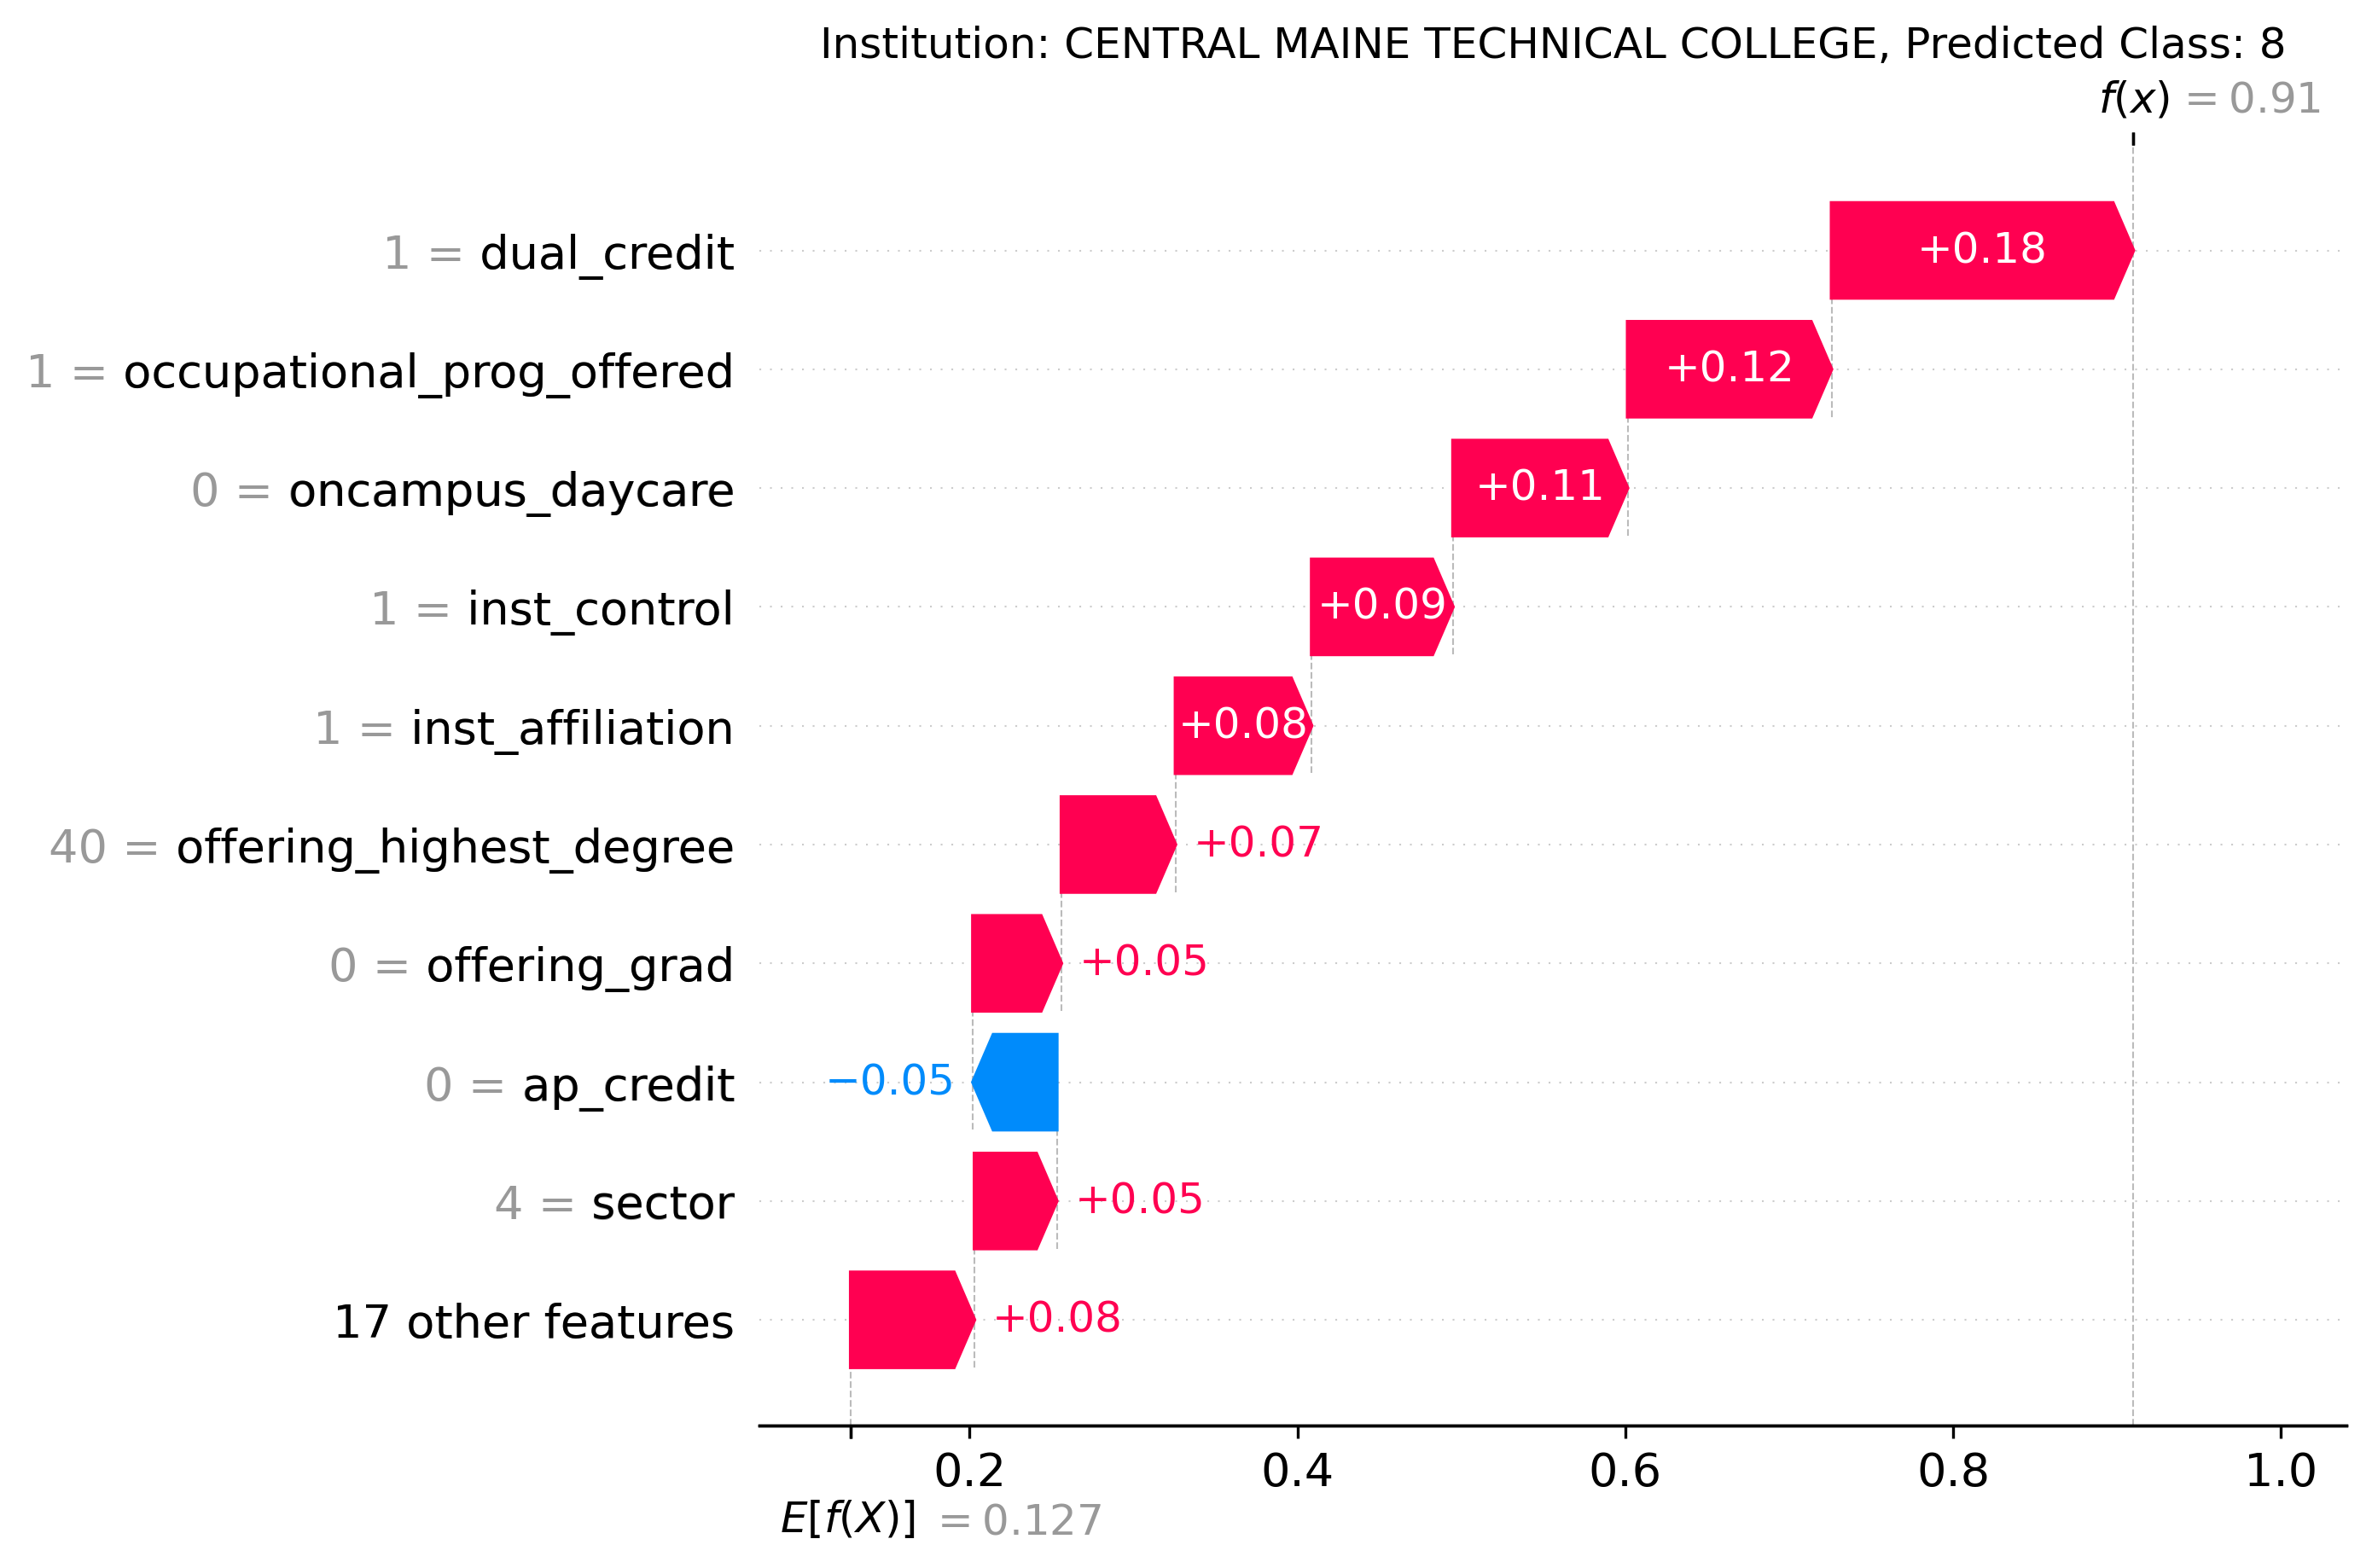 Institution: CENTRAL MAINE TECHNICAL COLLEGE, Predicted Class: 8
f(x) = 0.91
1 = dual_credit +0.18
1 = occupational_prog_offered +0.12
0 = oncampus_daycare +0.11
1 = inst_control +0.09
1 = inst_affiliation +0.08
40 = offering_highest_degree +0.07
0 = offering_grad +0.05
0 = ap_credit −0.05
4 = sector +0.05
17 other features +0.08
0.2 0.4 0.6 0.8 1.0
E[f(X)] = 0.127